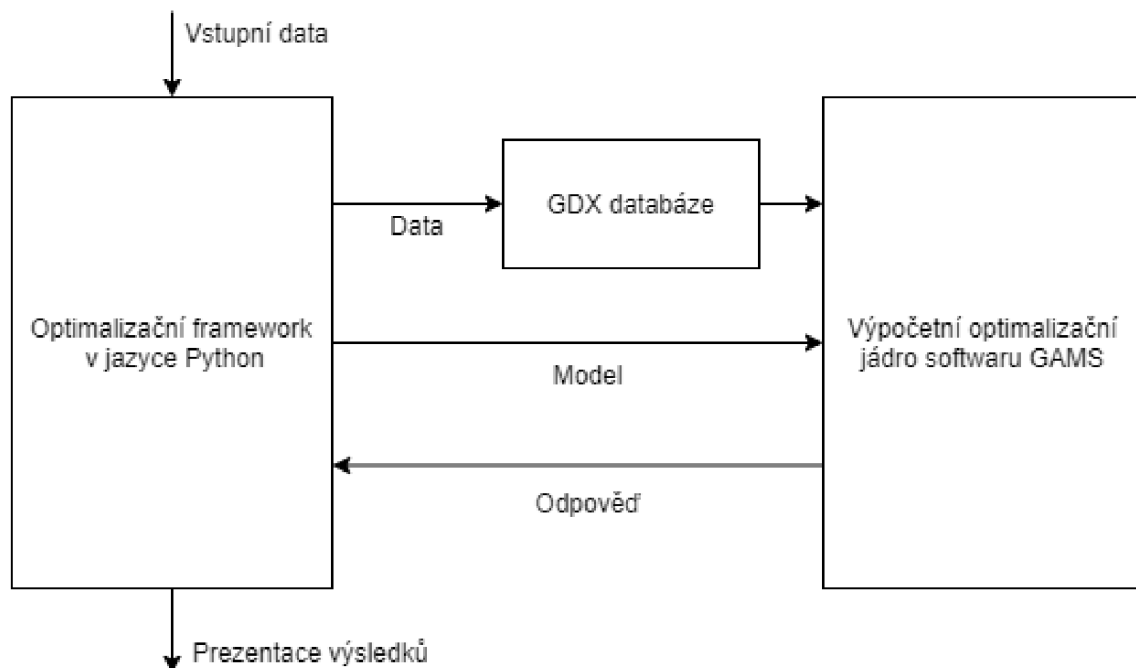 Vstupní data
GDX databáze
Data
Optimalizační framework
v jazyce Python
Výpočetní optimalizační
jádro softwaru GAMS
Model
Odpověď
Prezentace výsledků